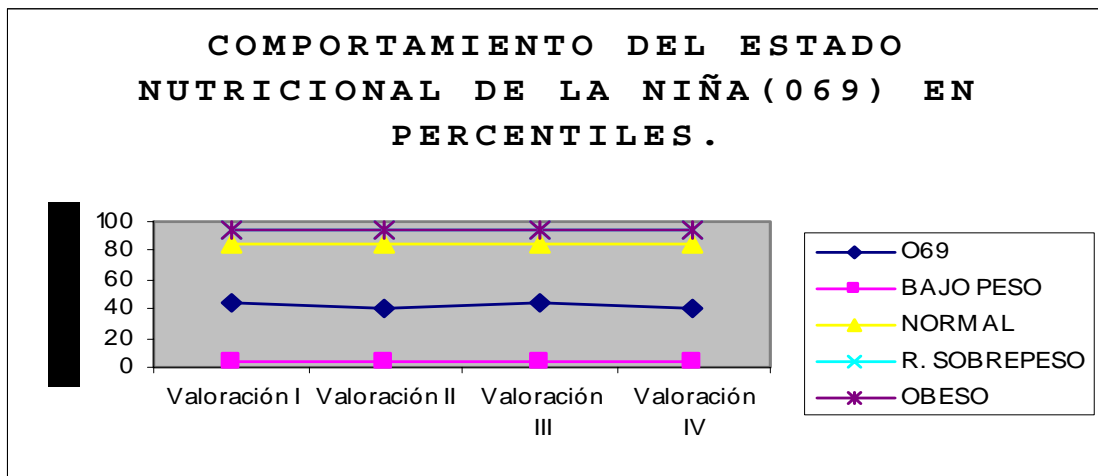 COMPORTAMIENTO DEL ESTADO
NUTRICIONAL DE LA NIÑA(069) EN
PERCENTILES.
100
80
60
40
20
0
Valoración I
Valoración II
Valoración
III
Valoración
IV
O69
BAJO PESO
NORMAL
R. SOBREPESO
OBESO